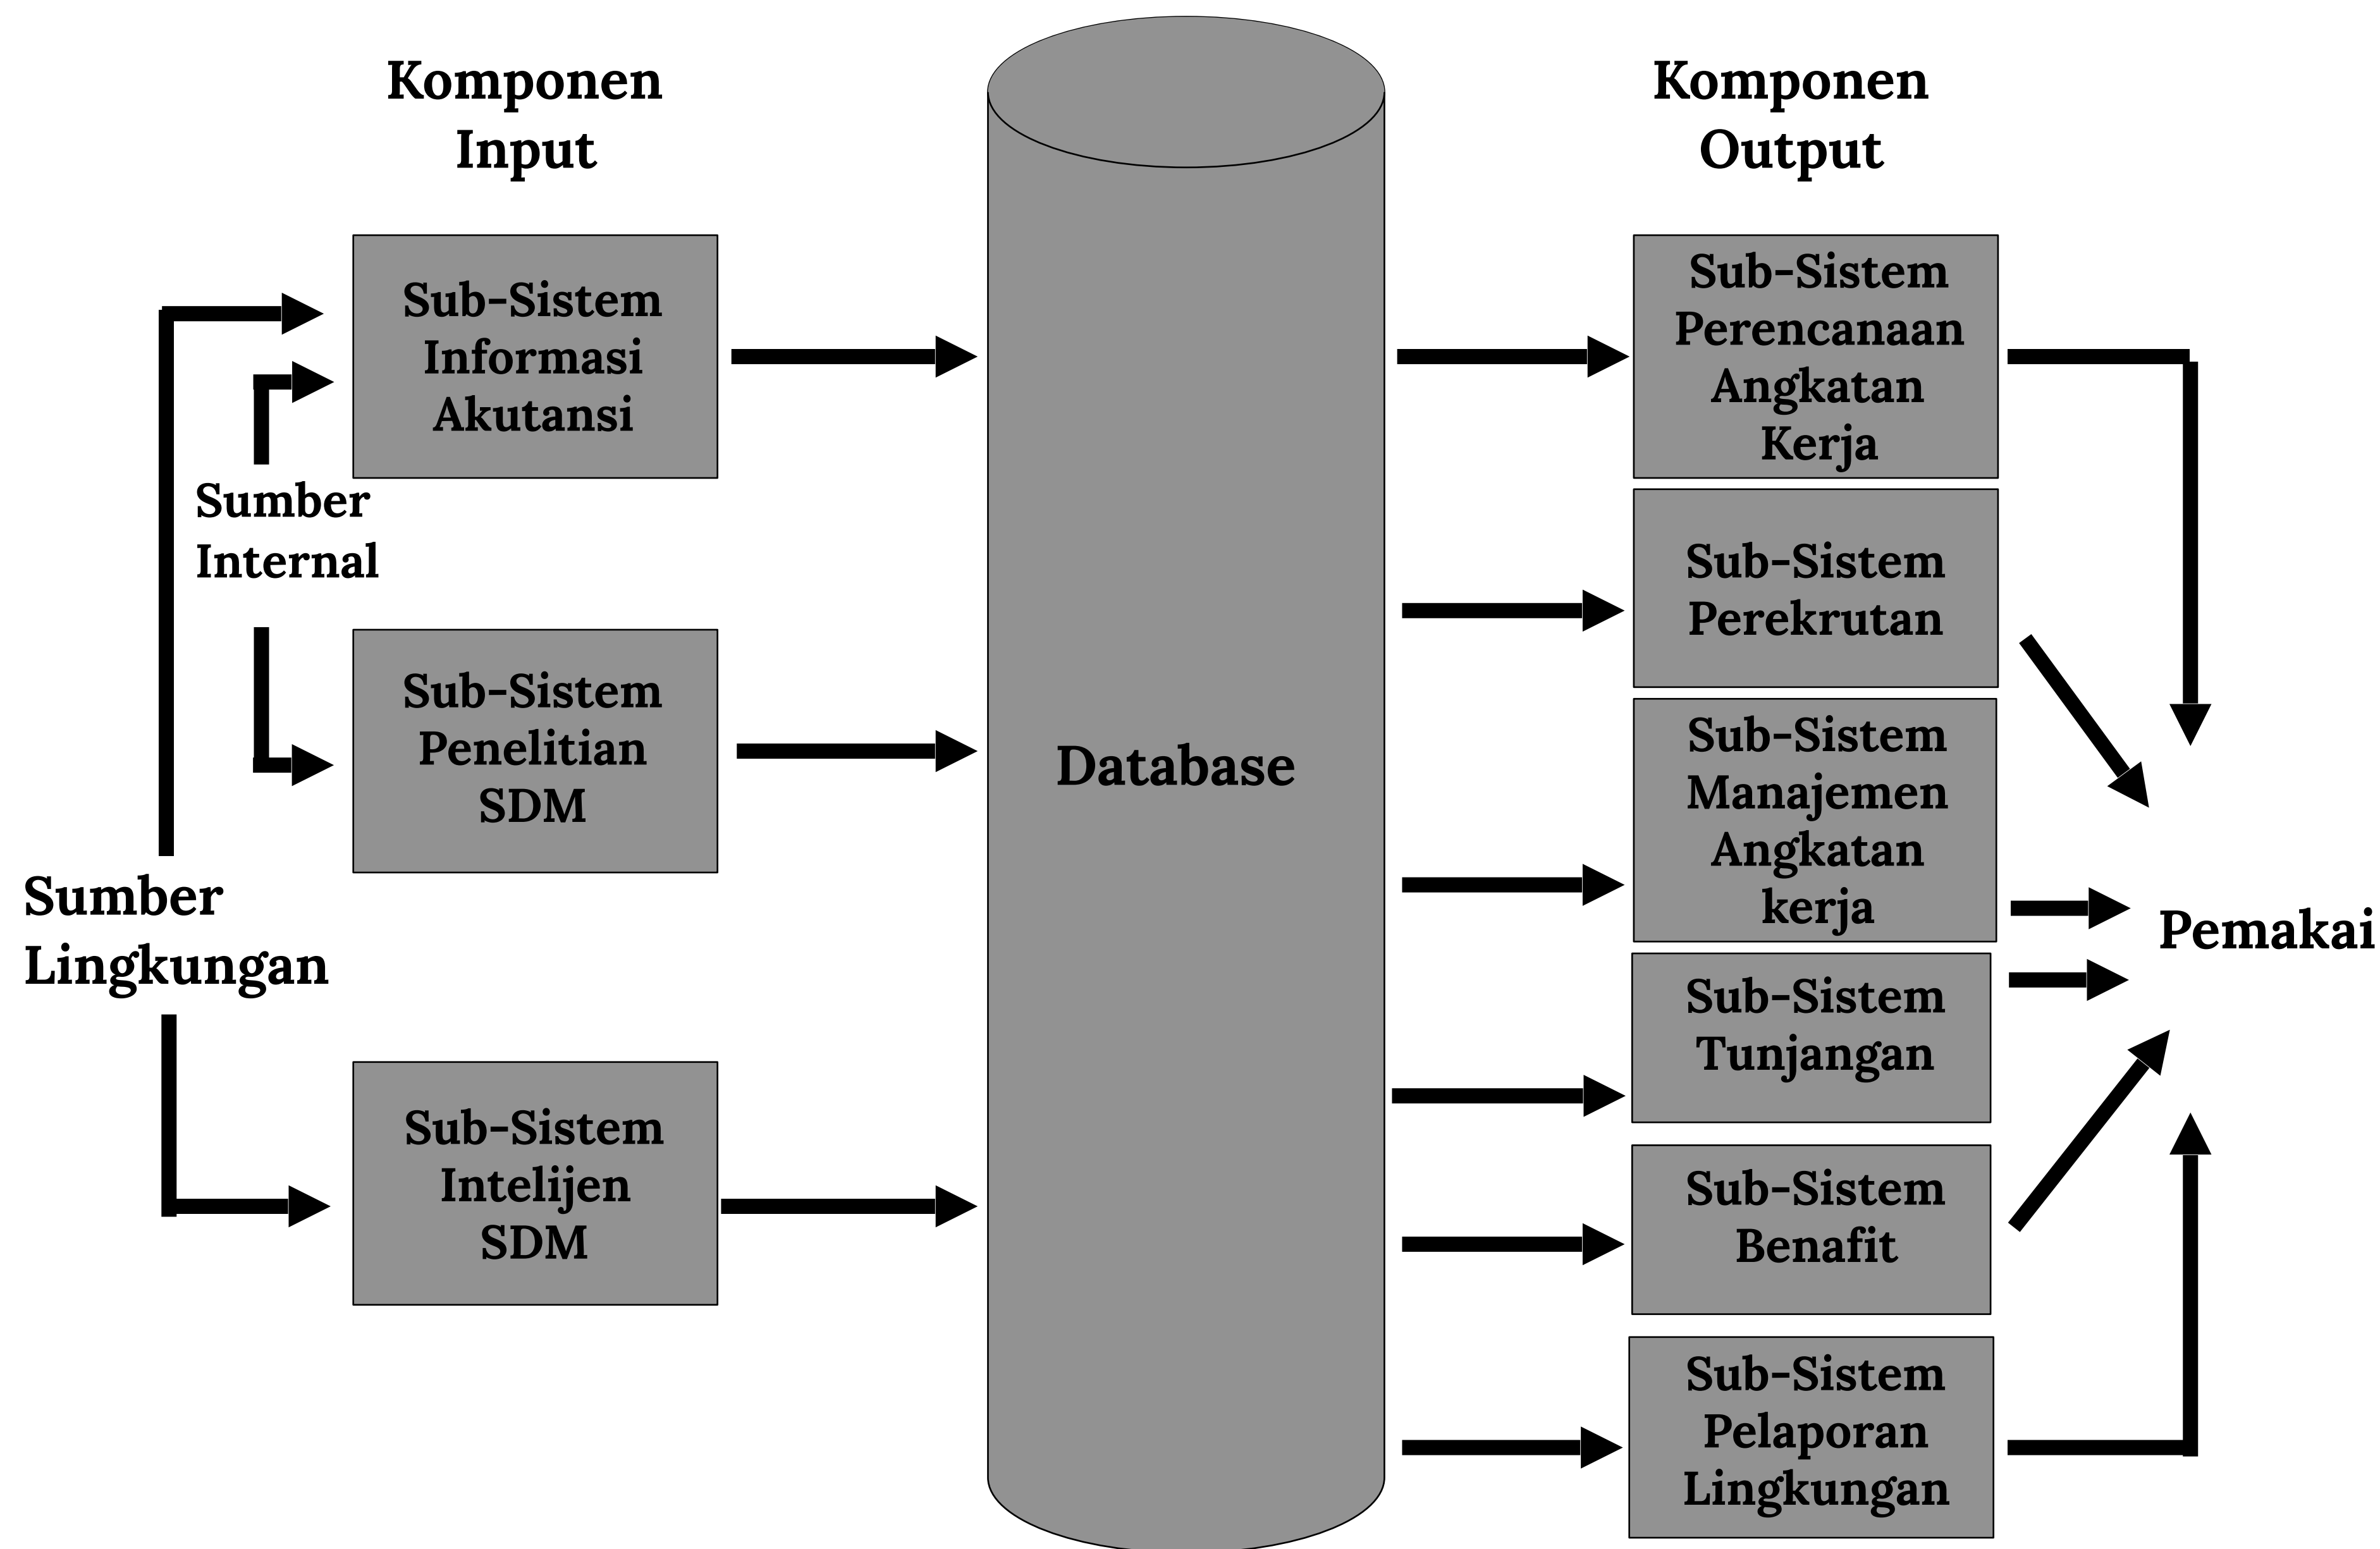 Komponen
Input
Komponen
Output
Sub-Sistem
Informasi
Akutansi
Sumber
Internal
Sub-Sistem
Penelitian
SDM
Sumber
Lingkungan
Sub-Sistem
Intelijen
SDM
Database
Sub-Sistem
Perencanaan
Angkatan
Kerja
Sub-Sistem
Perekrutan
Sub-Sistem
Manajemen
Angkatan
kerja
Sub-Sistem
Tunjangan
Sub-Sistem
Benafit
Sub-Sistem
Pelaporan
Lingkungan
Pemakai